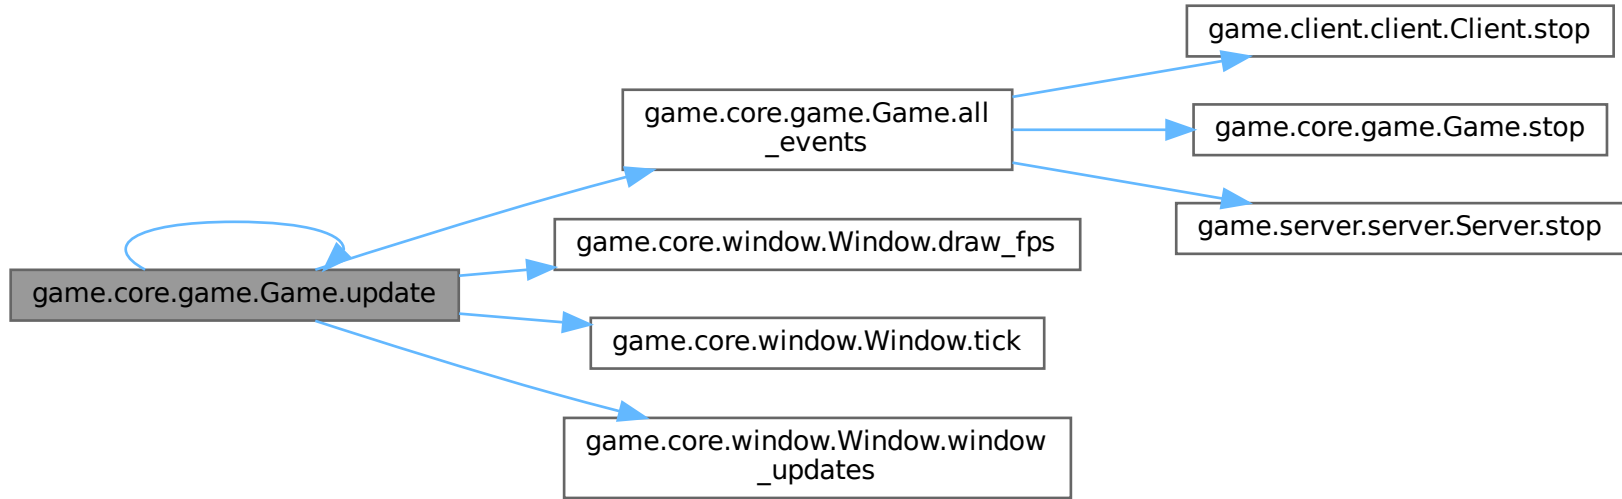 game.client.client.Client.stop
game.core.game.Game.all
_events
game.core.game.Game.stop
game.server.server.Server.stop
game.core.window.Window.draw_fps
game.core.game.Game.update
game.core.window.Window.tick
game.core.window.Window.window
_updates